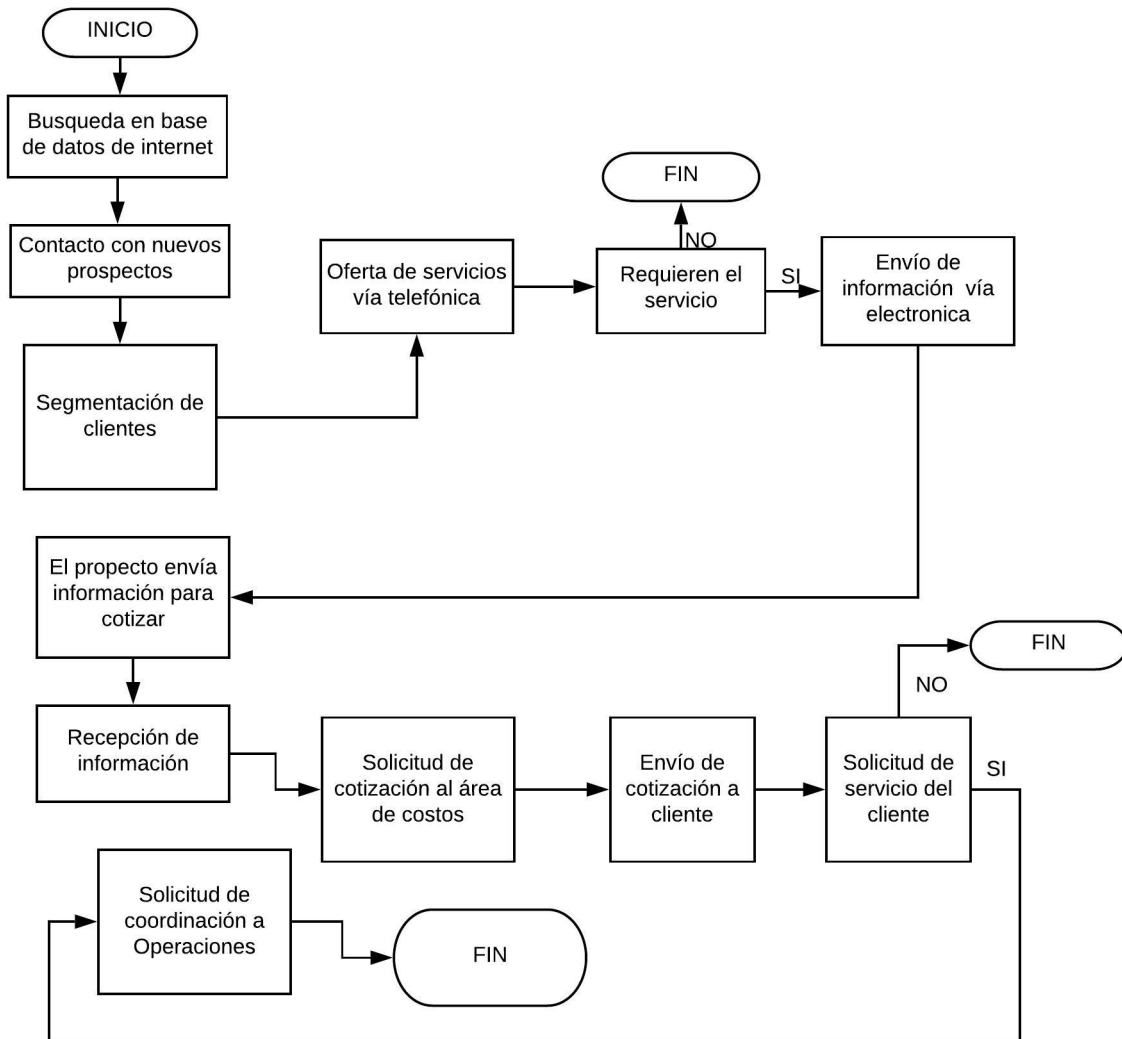 INICIO
Busqueda en base
de datos de internet
Contacto con nuevos
prospectos
Segmentación de
clientes
Oferta de servicios
vía telefónica
Requieren el
servicio
NO
FIN
SI
Envío de
información vía
electronica
El propecto envía
información para
cotizar
Recepción de
información
Solicitud de
cotización al área
de costos
Envío de
cotización a
cliente
Solicitud de
servicio del
cliente
NO
FIN
SI
Solicitud de
coordinación a
Operaciones
FIN